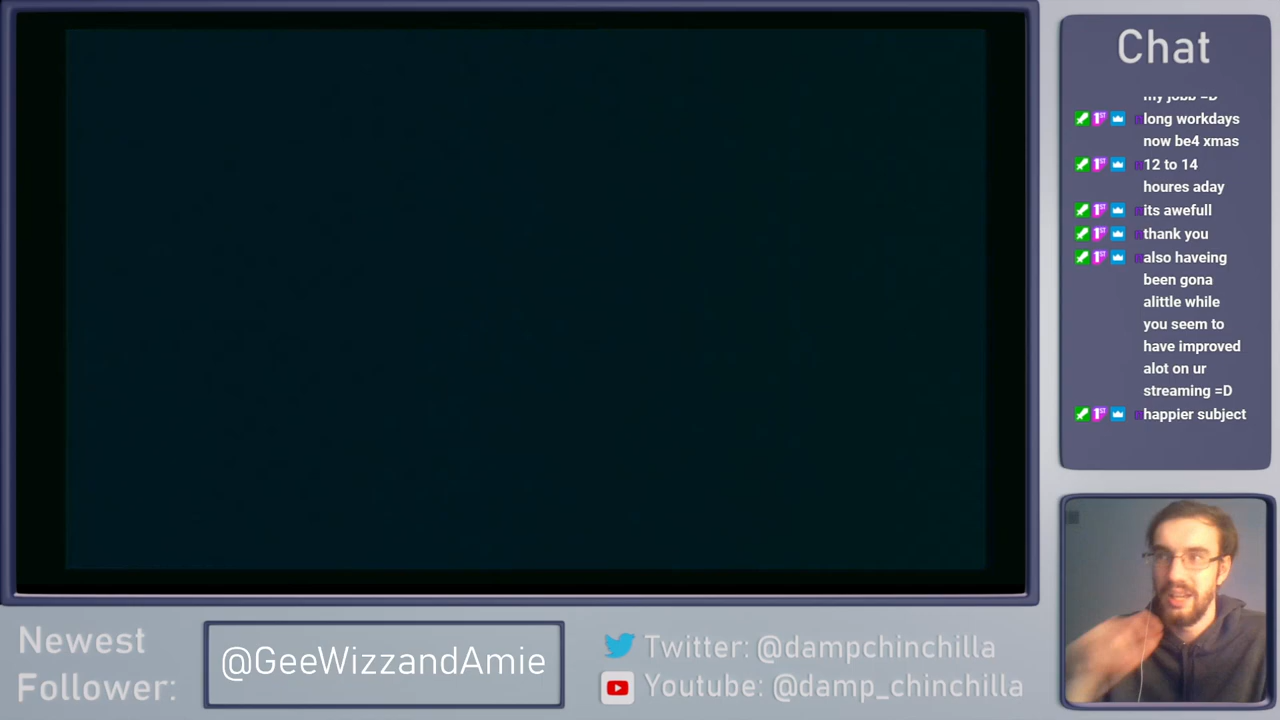 Chat
my jobb =D
long workdays
now be4 xmas
12 to 14
houres aday
its awefull
thank you
also haveing
been gona
alittle while
you seem to
have improved
alot on ur
streaming =D
happier subject
Newest
Follower:
@GeeWizzandAmie
Twitter: @dampchinchilla
Youtube: @damp_chinchilla